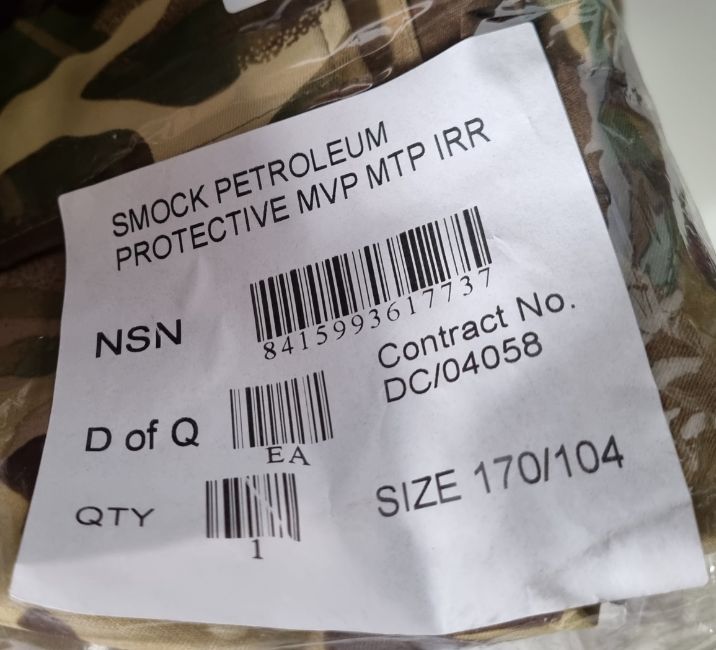 SMOCK PETROLEUM
PROTECTIVE MVP MTP IRR
NSN
8415993617737
Contract No.
DC/04058
D of Q
EA
SIZE 170/104
QTY
1